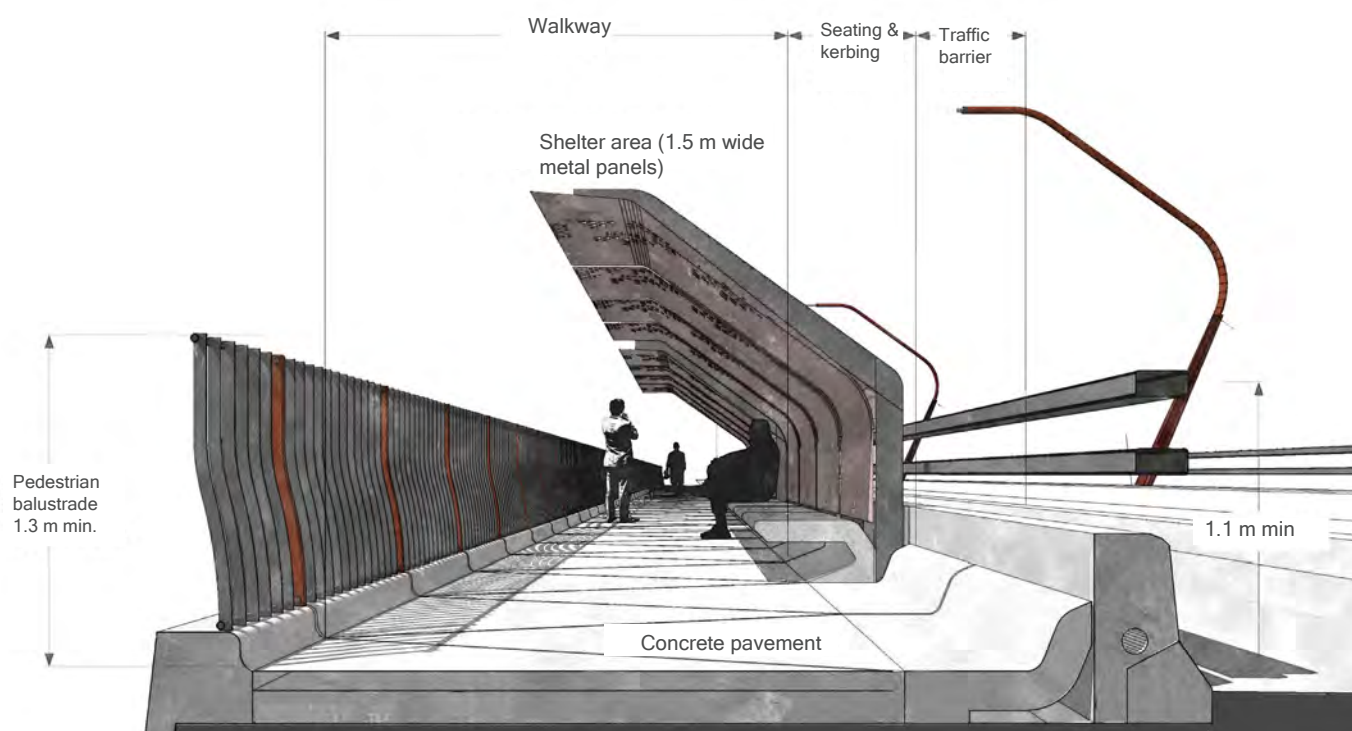 Walkway
Seating &
kerbing
Traffic
barrier
Shelter area (1.5 m wide
metal panels)
Pedestrian
balustrade
1.3 m min.
1.1 m min
Concrete pavement